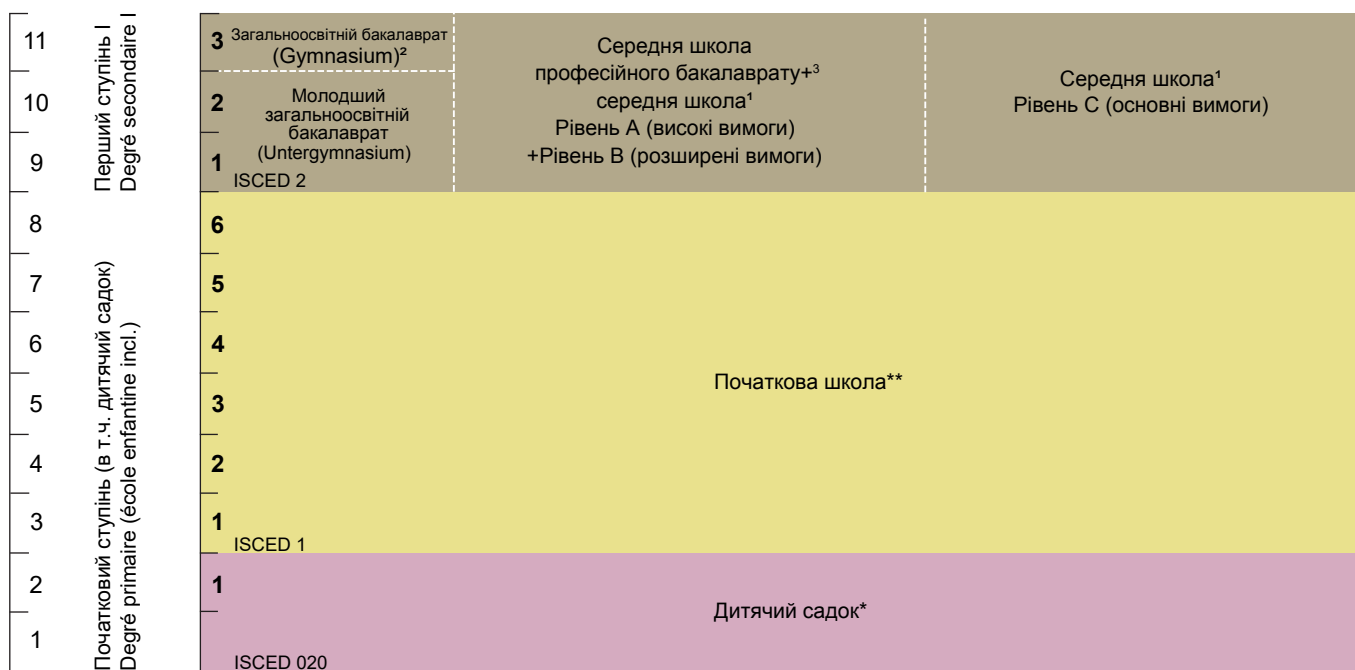 11
10
9
8
7
6
5
4
3
2
1
Перший ступінь I
Degré secondaire I
Початковий ступінь (в т.ч. дитячий садок)
Degré primaire (école enfantine incl.)
3
2
1
6
5
4
3
2
1
1
Загальноосвітній бакалаврат
(Gymnasium)²
Молодший
загальноосвітній
бакалаврат
(Untergymnasium)
ISCED 2
Середня школа
професійного бакалаврату+³
середня школа¹
Рівень A (високі вимоги)
+Рівень B (розширені вимоги)
Середня школа¹
Рівень C (основні вимоги)
Початкова школа**
ISCED 1
Дитячий садок*
ISCED 020